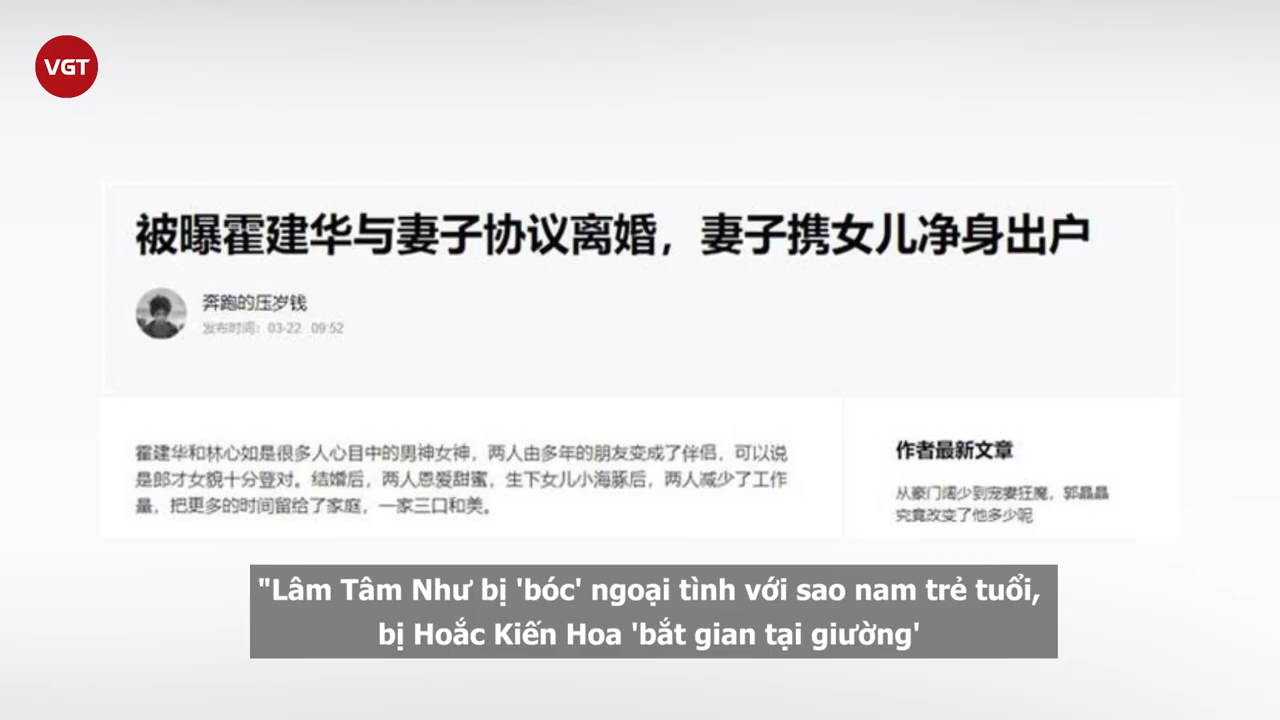 VGT
被曝霍建华与妻子协议离婚，妻子携女儿净身出户
奔跑的压岁钱
发布时间：03-22 09:52
霍建华和林心如是很多人心目中的男神女神，两人由多年的朋友变成了伴侣，可以说
是郎才女貌十分登对。结婚后，两人恩爱甜蜜，生下女儿小海豚后，两人减少了工作
量，把更多的时间留给了家庭，一家三口和美。
作者最新文章
从豪门阔少到宠妻狂魔，郭晶晶
究竟改变了他多少呢
"Lâm Tâm Như bị 'bóc' ngoại tình với sao nam trẻ tuổi,
bị Hoắc Kiến Hoa 'bắt gian tại giường'